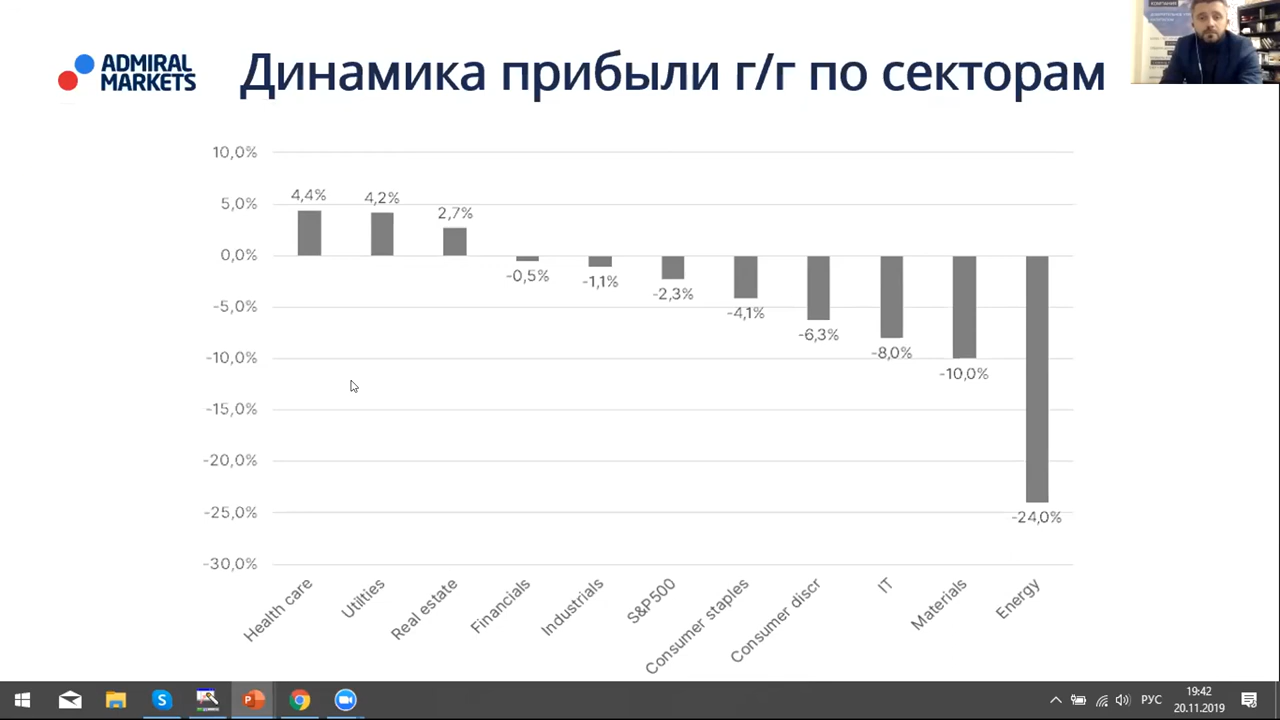 ADMIRAL
MARKETS
Динамика прибыли г/г по секторам
10,0%
5,0%
0,0%
-5,0%
-10,0%
-15,0%
-20,0%
-25,0%
-30,0%
4,4%
4,2%
2,7%
-0,5%
-1,1%
-2,3%
-4,1%
-6,3%
-8,0%
-10,0%
-24,0%
Health care
Utilties
Real estate
Financials
Industrials
S&P500
Consumer staples
Consumer discr
IT
Materials
Energy
РУС
19:42
20.11.2019